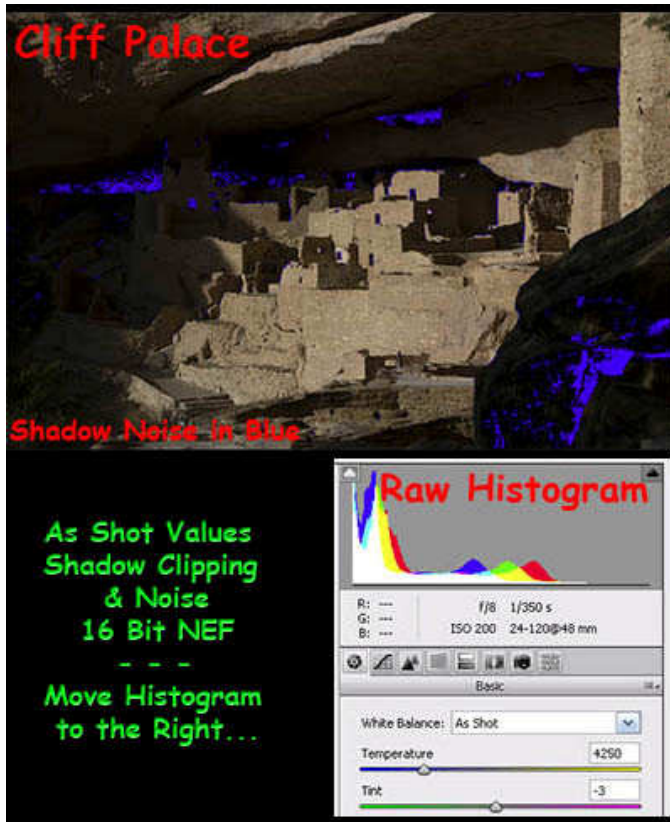 Cliff Palace
Shadow Noise in Blue
As Shot Values
Shadow Clipping
& Noise
16 Bit NEF
- - -
Move Histogram
to the Right...
Raw Histogram
R: ---
G: ---
B: ---
f/8 1/350 s
ISO 200 24-120@48 mm
Basic
White Balance: As Shot
Temperature 4250
Tint -3